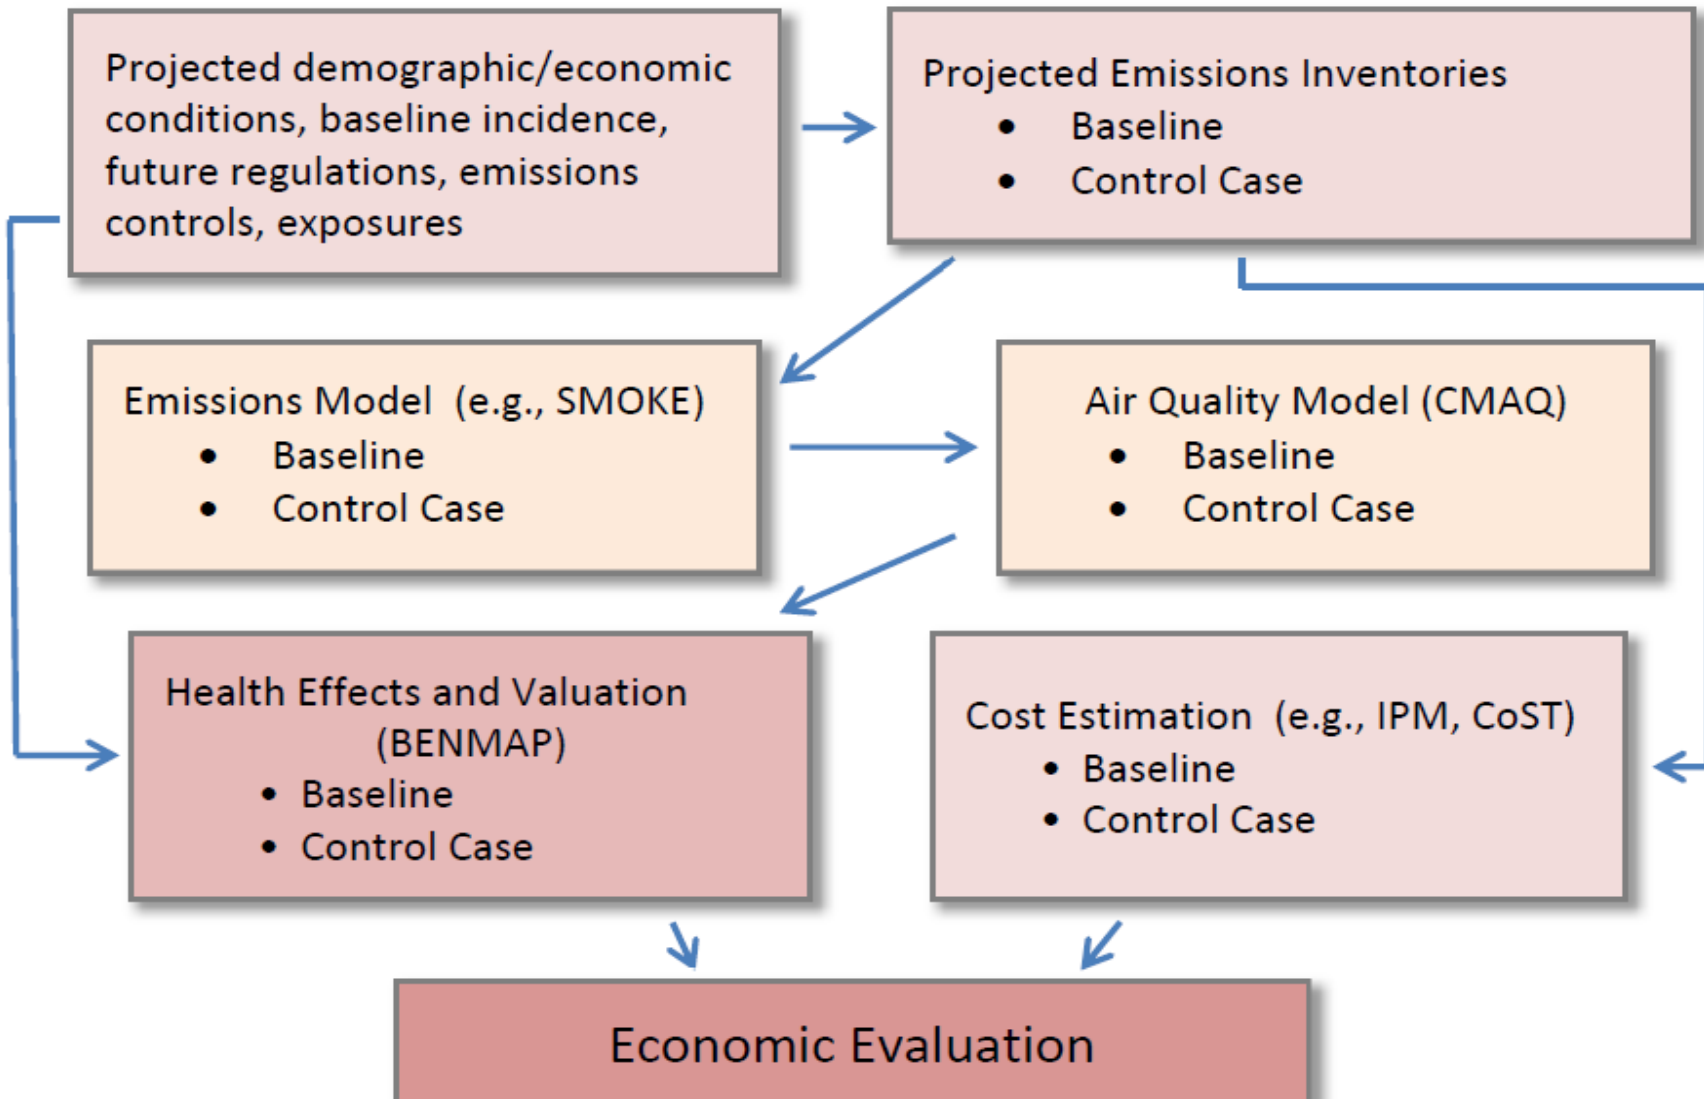 Projected demographic/economic
conditions, baseline incidence,
future regulations, emissions
controls, exposures
Projected Emissions Inventories
• Baseline
• Control Case
Emissions Model (e.g., SMOKE)
• Baseline
• Control Case
Air Quality Model (CMAQ)
• Baseline
• Control Case
Health Effects and Valuation
(BENMAP)
• Baseline
• Control Case
Cost Estimation (e.g., IPM, CoST)
• Baseline
• Control Case
Economic Evaluation